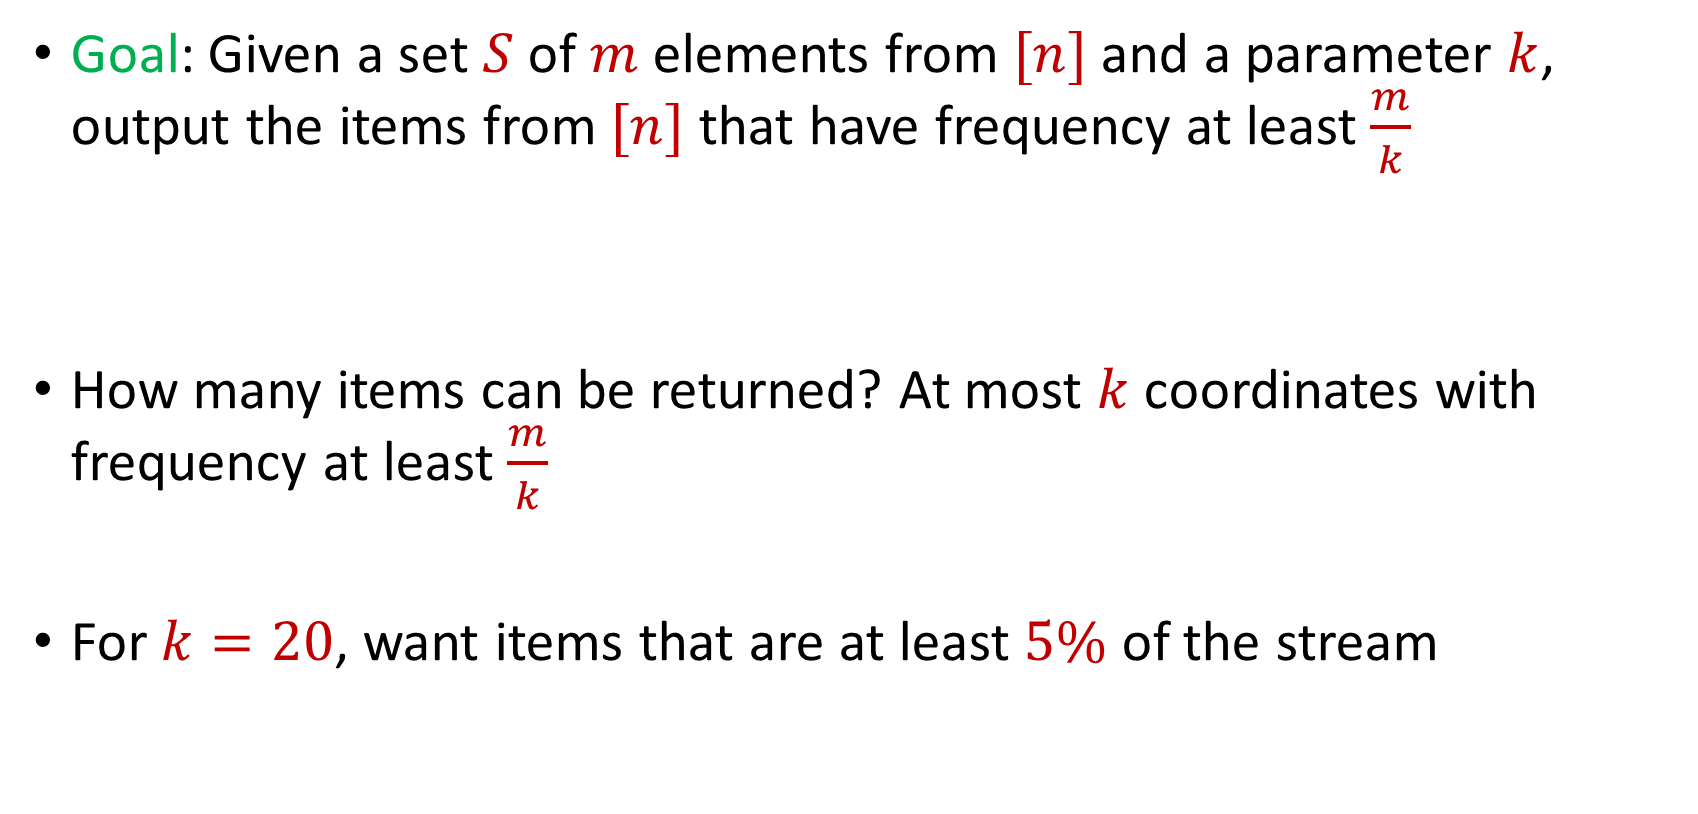 • Goal: Given a set S of m elements from [n] and a parameter k,
output the items from [n] that have frequency at least m/k
• How many items can be returned? At most k coordinates with
frequency at least m/k
• For k = 20, want items that are at least 5% of the stream